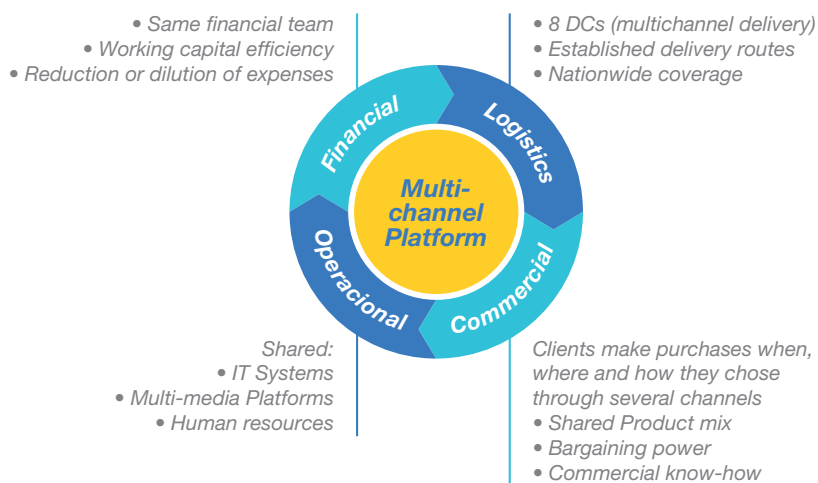 • Same financial team
• Working capital efficiency
• Reduction or dilution of expenses
• 8 DCs (multichannel delivery)
• Established delivery routes
• Nationwide coverage
Financial
Logistics
Multi-
channel
Platform
Operacional
Commercial
Shared:
• IT Systems
• Multi-media Platforms
• Human resources
Clients make purchases when,
where and how they chose
through several channels
• Shared Product mix
• Bargaining power
• Commercial know-how